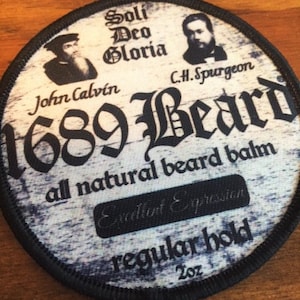 Soli
Deo
Gloria
John Calvin
C.H. Spurgeon
1689 Beard
all natural beard balm
Excellent Expression
regular hold
2oz